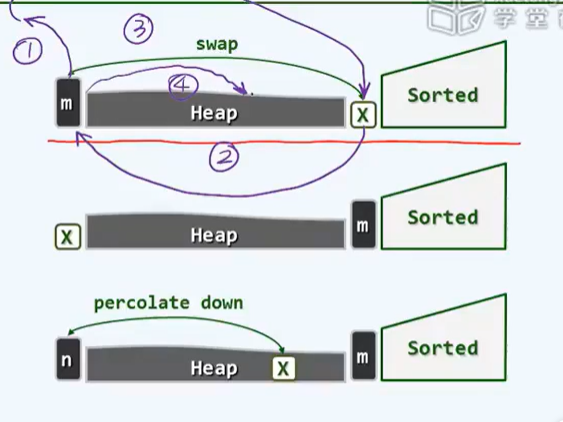 学堂
③
①
swap
④
m
Heap
X
Sorted
②
X
Heap
m
Sorted
percolate down
n
Heap
X
m
Sorted